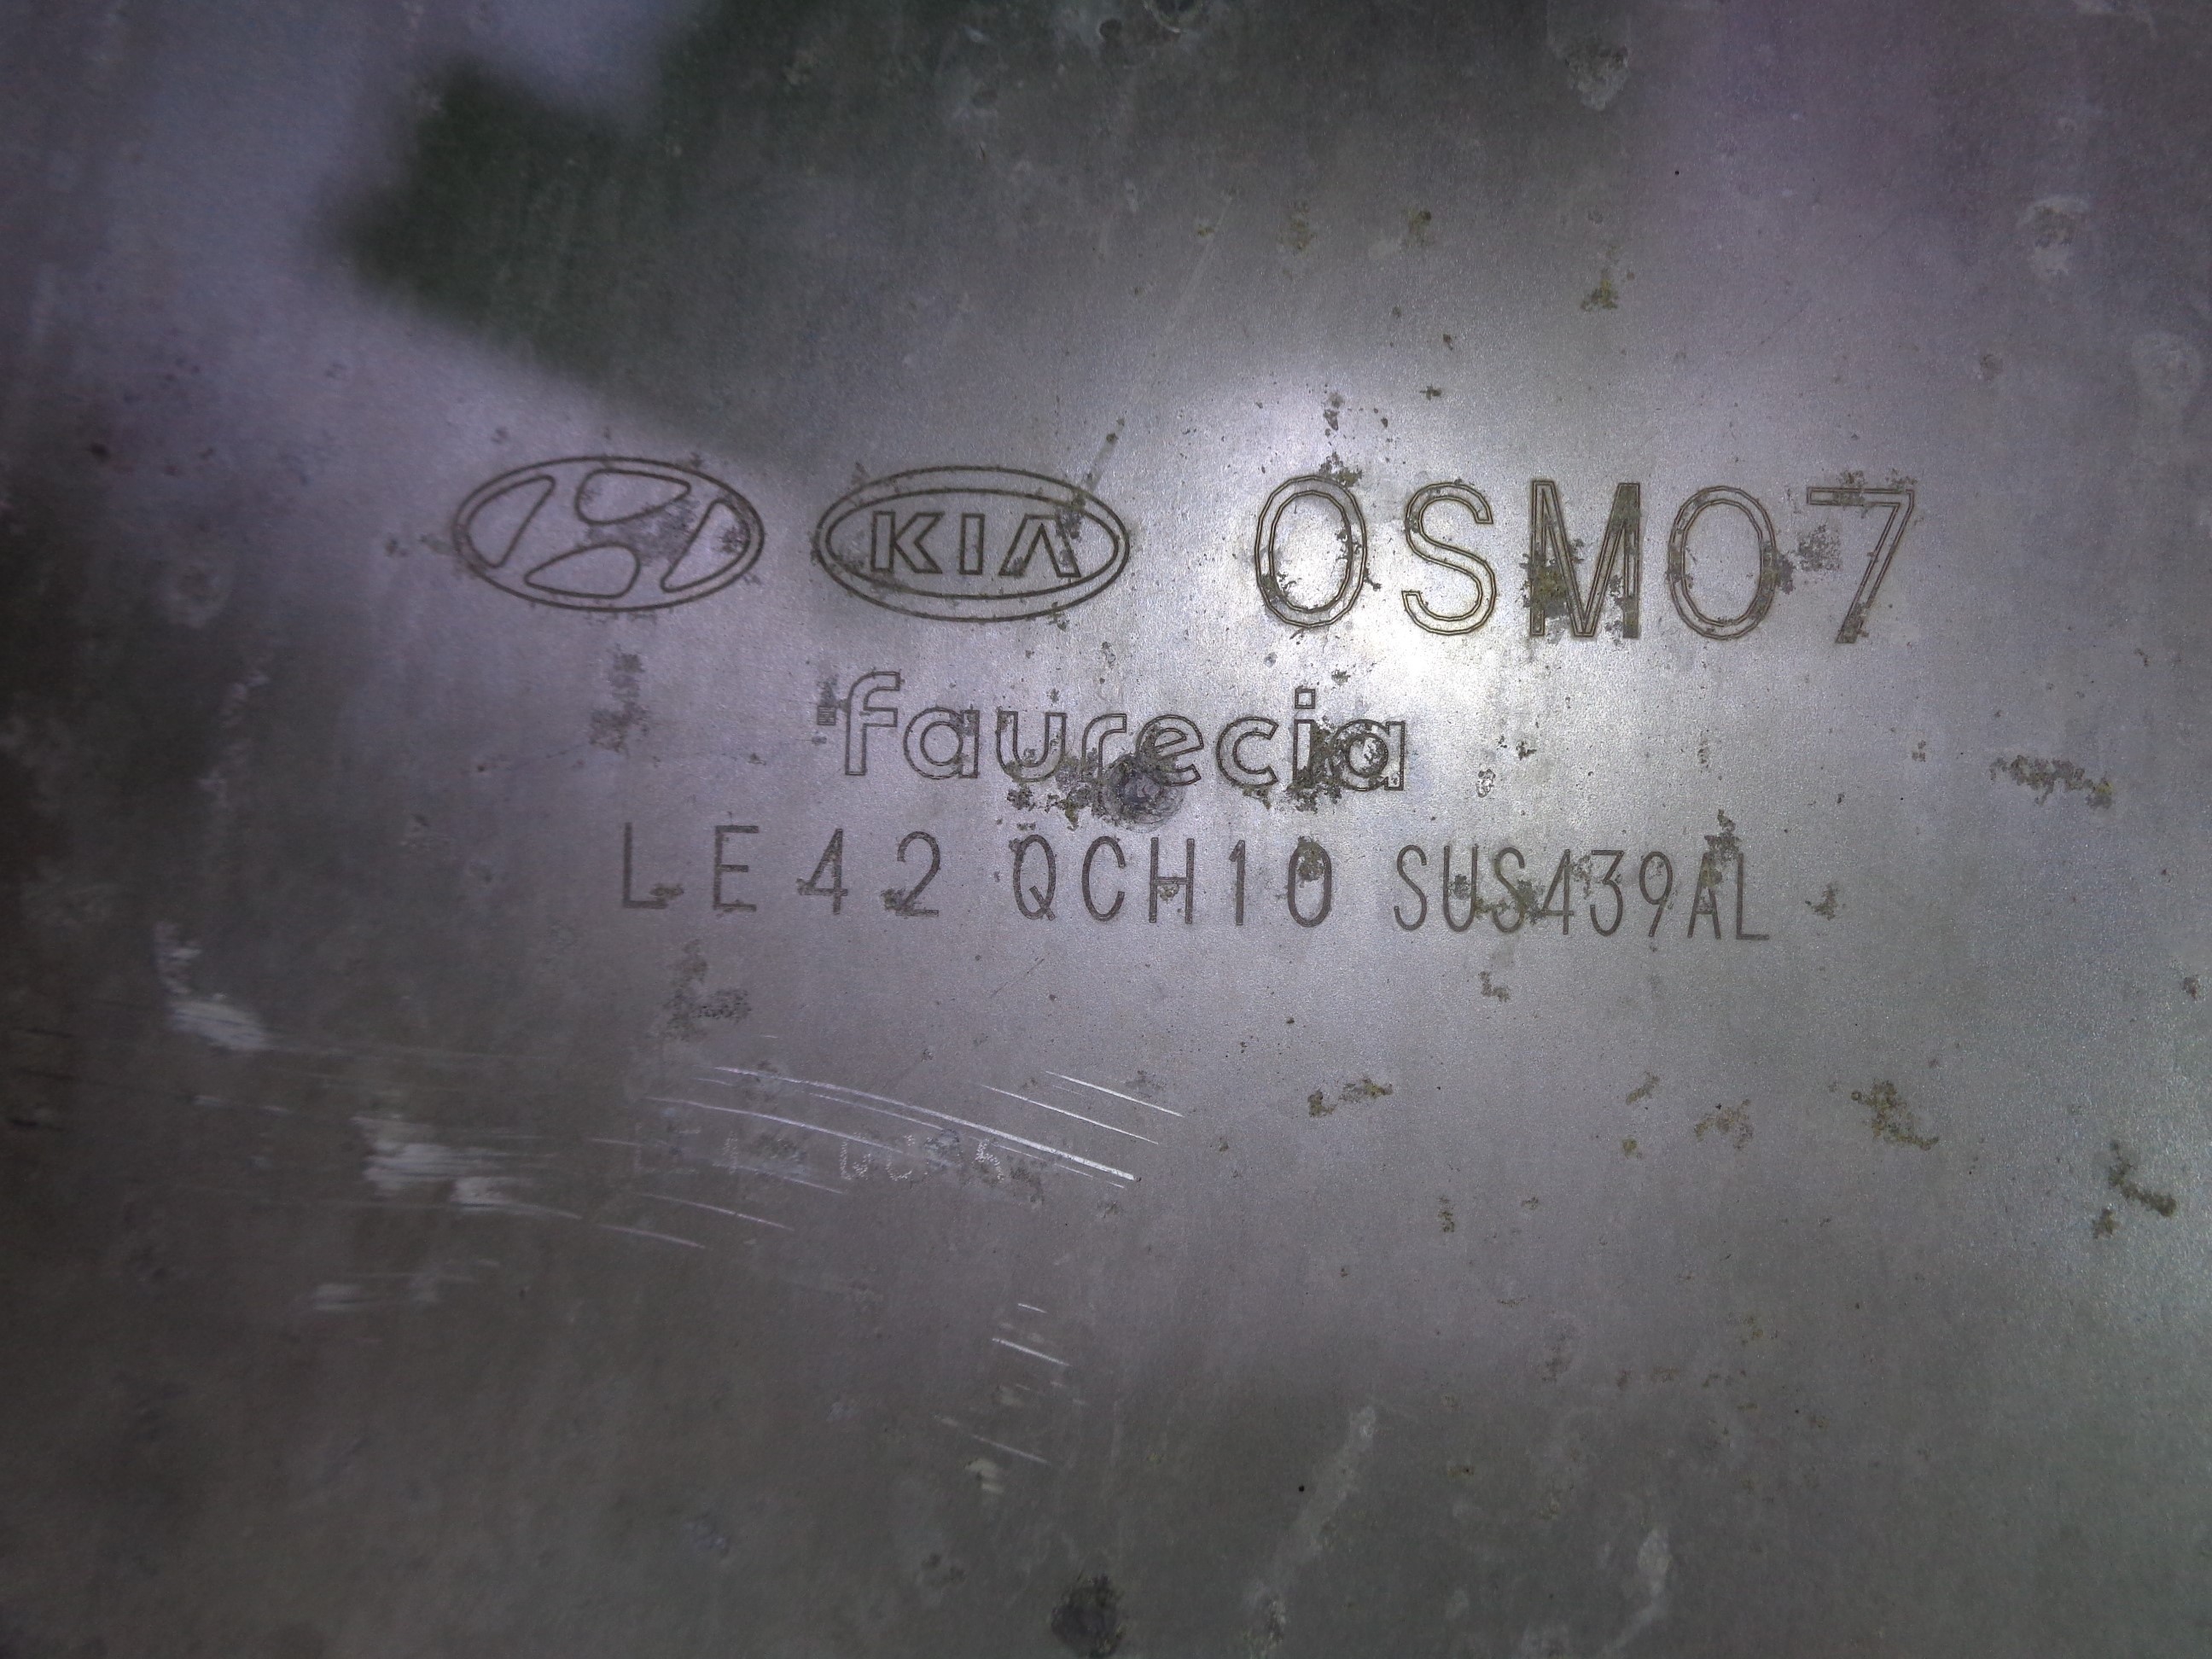 KIA OSM07
faurecia
LE42 QCH10 SUS439AL